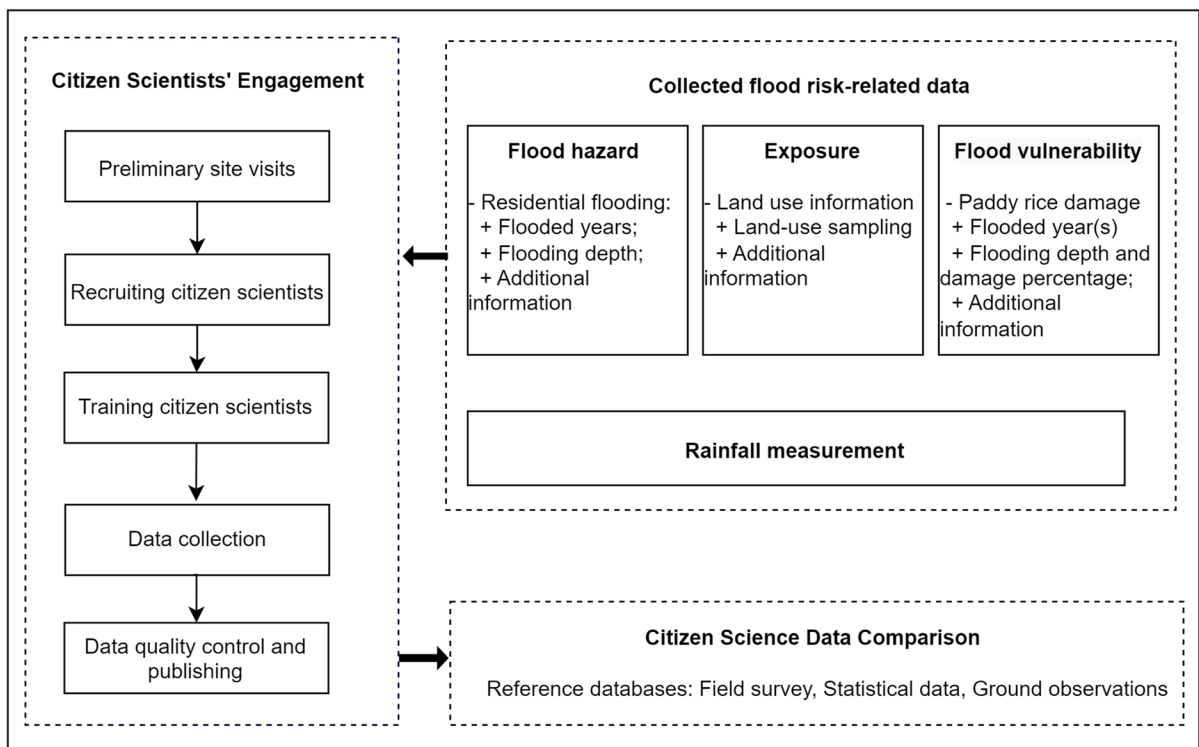 Citizen Scientists' Engagement
Preliminary site visits
Recruiting citizen scientists
Training citizen scientists
Data collection
Data quality control and
publishing
Collected flood risk-related data
Flood hazard
- Residential flooding:
+ Flooded years;
+ Flooding depth;
+ Additional
information
Exposure
- Land use information
+ Land-use sampling
+ Additional
information
Flood vulnerability
- Paddy rice damage
+ Flooded year(s)
+ Flooding depth and
damage percentage;
+ Additional
information
Rainfall measurement
Citizen Science Data Comparison
Reference databases: Field survey, Statistical data, Ground observations